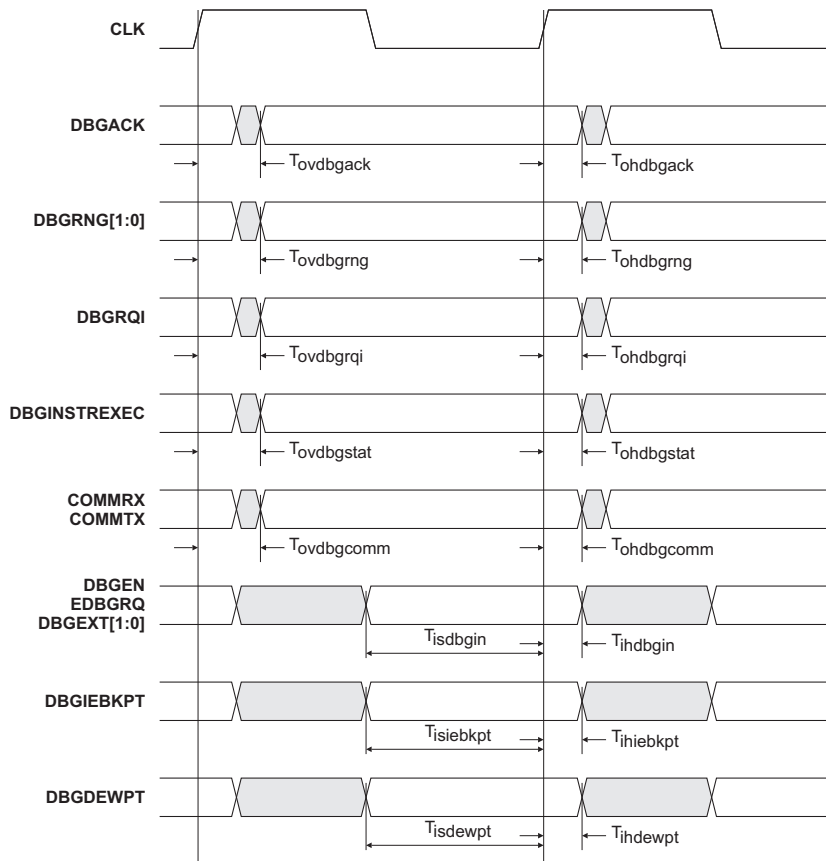 CLK
DBGACK
Tovdbgack
Tohdbgack
DBGRNG[1:0]
Tovdbgrng
Tohdbgrng
DBGRQI
Tovdbgrqi
Tohdbgrqi
DBGINSTREXEC
Tovdbgstat
Tohdbgstat
COMMRX
COMMTX
Tovdbgcomm
Tohdbgcomm
DBGEN
EDBGRQ
DBGEXT[1:0]
Tisdbgin
Tihdbgin
DBGIEBKPT
Tisiebkpt
Tihiebkpt
DBGDEWPT
Tisdewpt
Tihdewpt